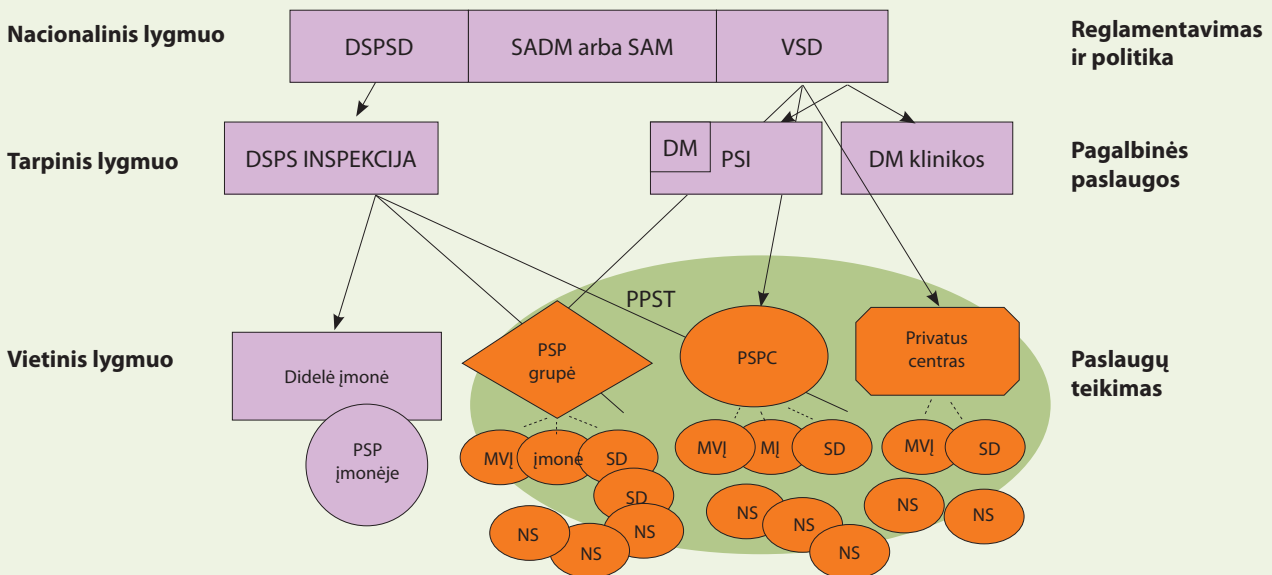 Nacionalinis lygmuo
DSPSD
SADM arba SAM
VSD
Reglamentavimas
ir politika
Tarpinis lygmuo
DSPS INSPEKCIJA
DM
PSI
DM klinikos
Pagalbinės
paslaugos
PPST
Vietinis lygmuo
Didelė įmonė
PSP
įmonėje
PSP
grupė
PSPC
Privatus
centras
Paslaugų
teikimas
MVĮ
įmonė
SD
SD
MVĮ
MĮ
SD
MVĮ
SD
NS
NS
NS
NS
NS
NS
NS
NS